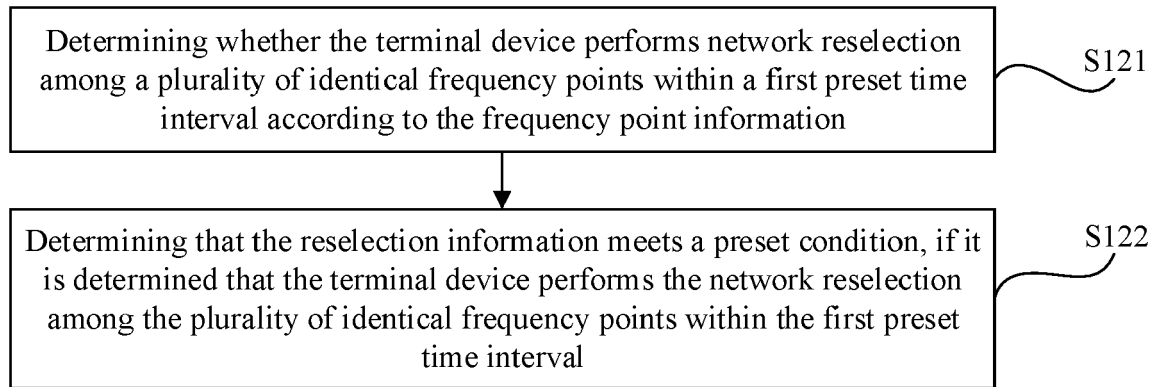 Determining whether the terminal device performs network reselection
among a plurality of identical frequency points within a first preset time
interval according to the frequency point information
S121
Determining that the reselection information meets a preset condition, if it
is determined that the terminal device performs the network reselection
among the plurality of identical frequency points within the first preset
time interval
S122